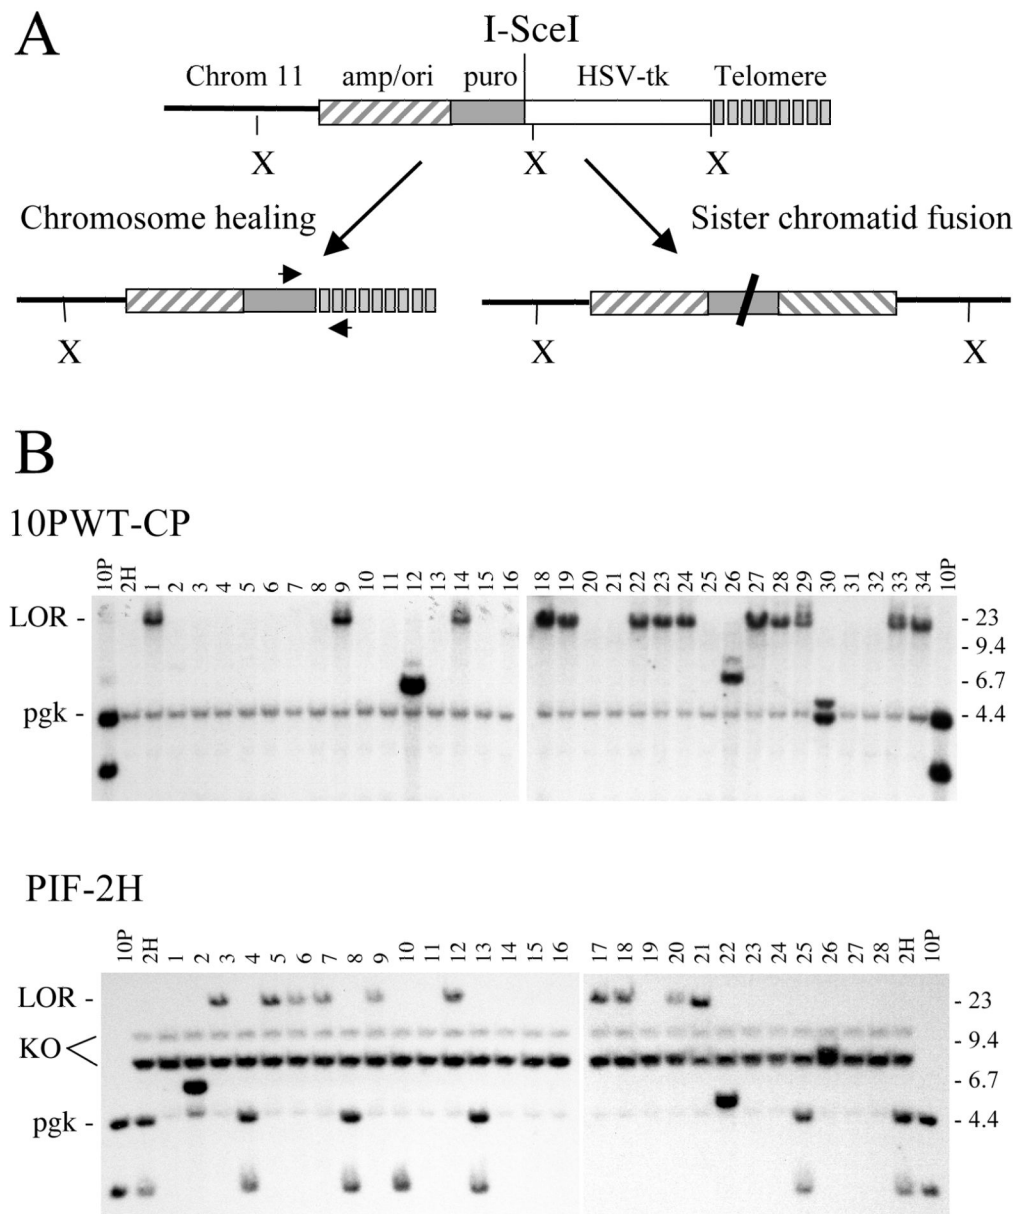 A
I-SceI
Chrom 11 amp/ori puro HSV-tk Telomere
X X X
Chromosome healing Sister chromatid fusion
X X X
B
10PWT-CP
10P 2H 1 2 3 4 5 6 7 8 9 10 11 12 13 14 15 16 18 19 20 21 22 23 24 25 26 27 28 29 30 31 32 33 34 10P
LOR - - 23
- 9.4
- 6.7
pgk - - 4.4
PIF-2H
10P 2H 1 2 3 4 5 6 7 8 9 10 11 12 13 14 15 16 17 18 19 20 21 22 23 24 25 26 27 28 2H 10P
LOR - - 23
KO - 9.4
- 6.7
pgk - - 4.4